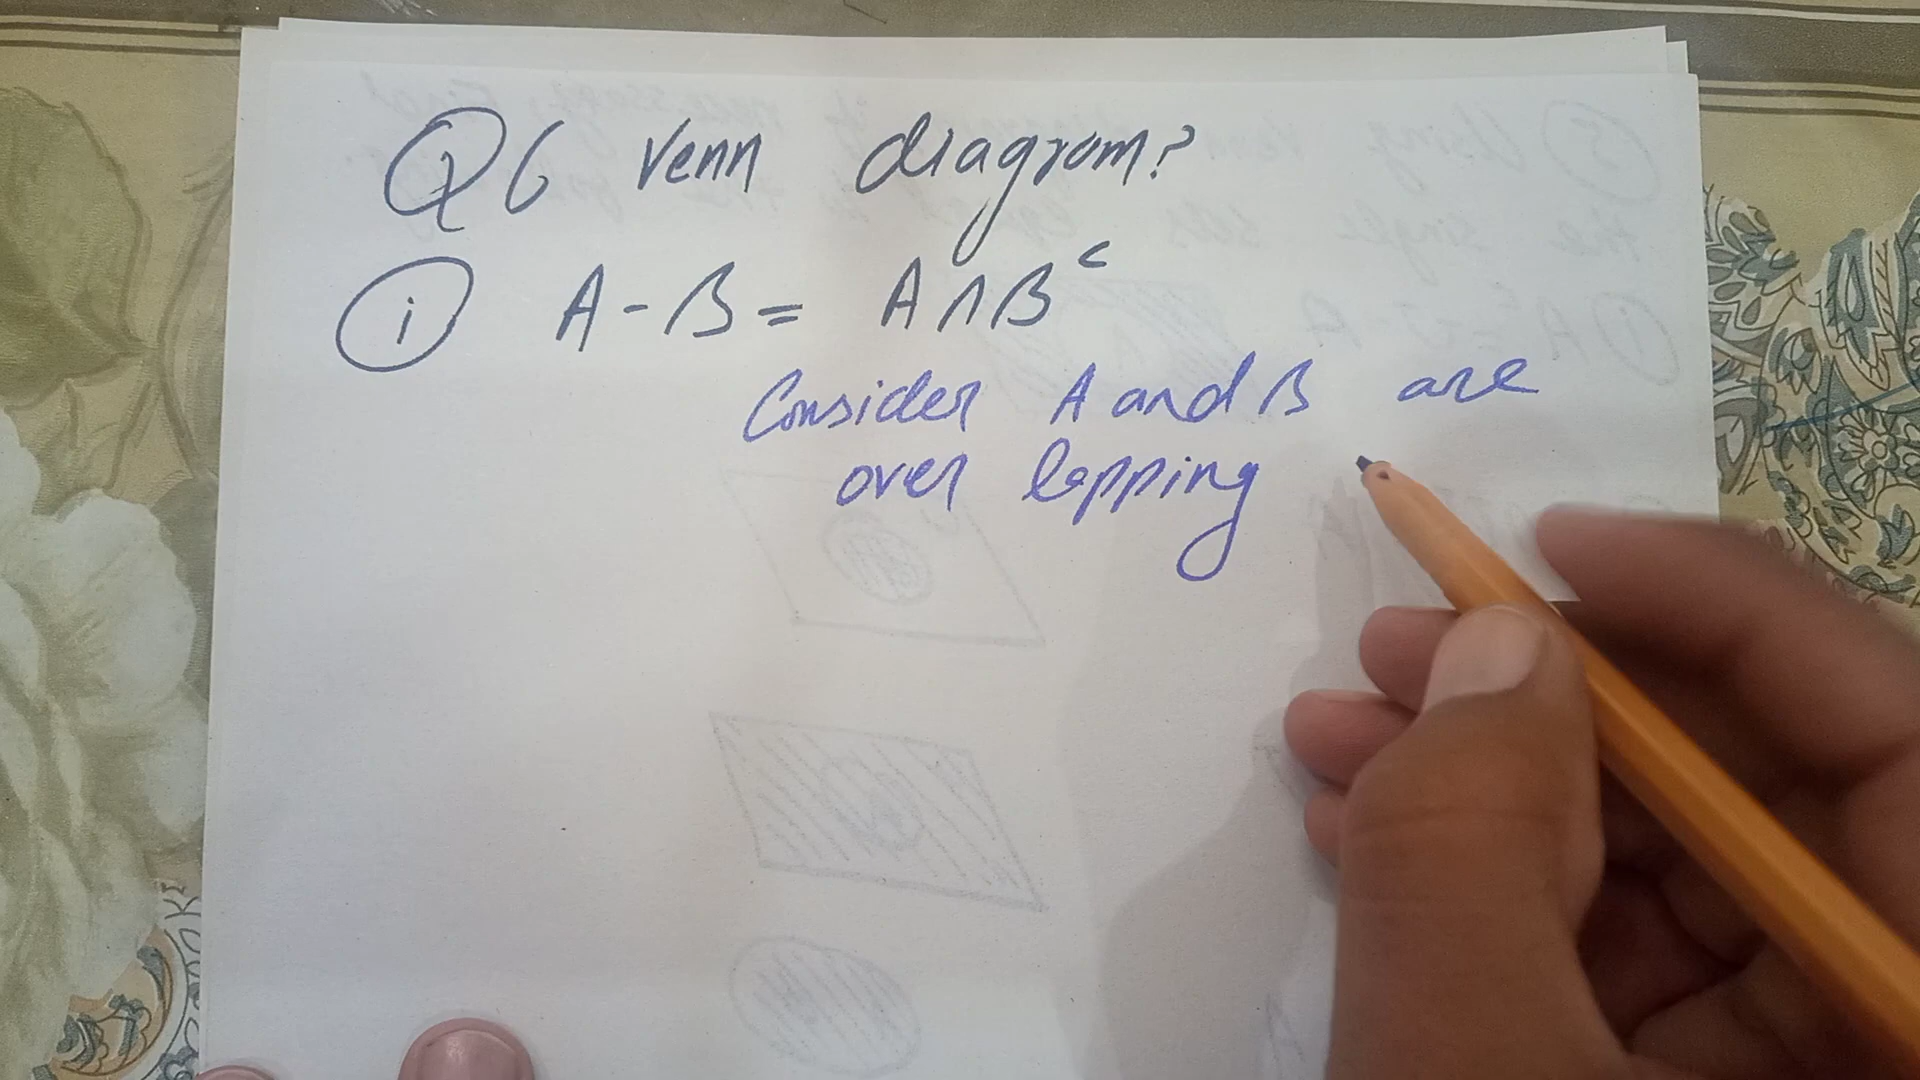 Q6 Venn diagram?
i A - B = A ∩ B^c
Consider A and B are
over lapping